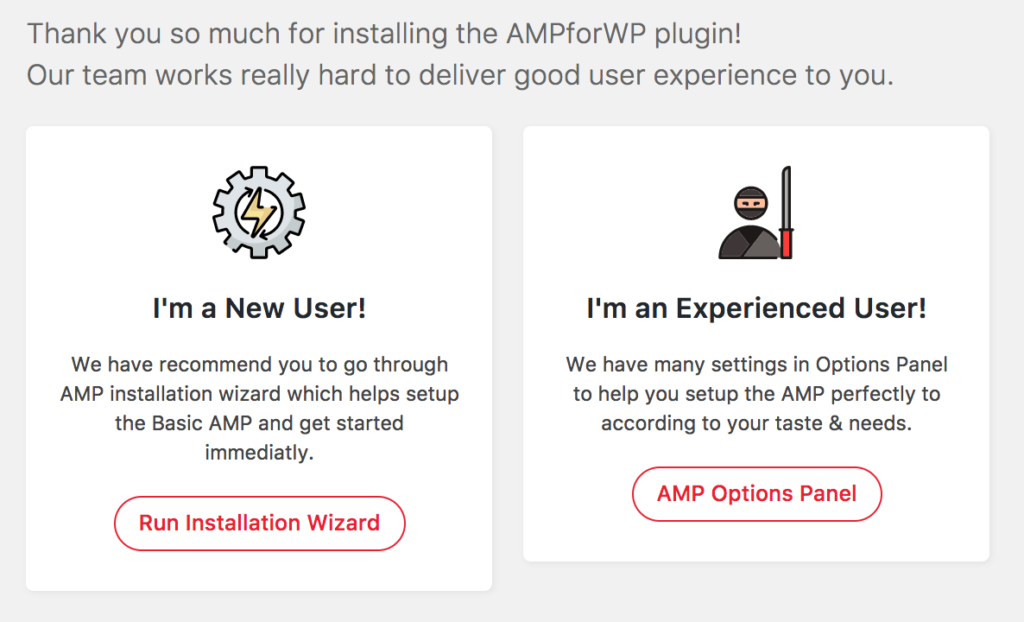 Thank you so much for installing the AMPforWP plugin!
Our team works really hard to deliver good user experience to you.
I'm a New User!
We have recommend you to go through
AMP installation wizard which helps setup
the Basic AMP and get started
immediatly.
Run Installation Wizard
I'm an Experienced User!
We have many settings in Options Panel
to help you setup the AMP perfectly to
according to your taste & needs.
AMP Options Panel